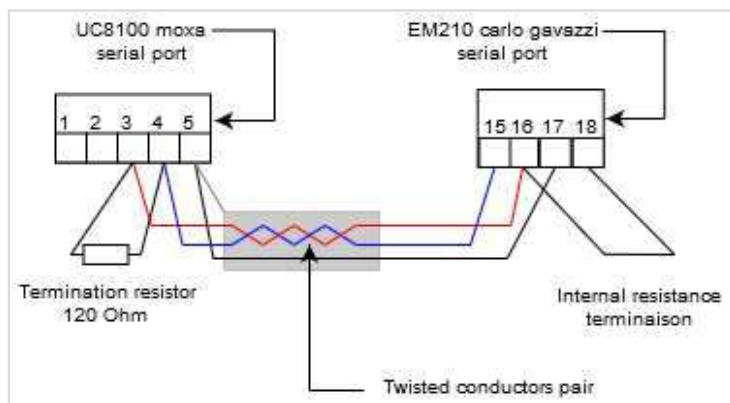 UC8100 moxa
serial port
EM210 carlo gavazzi
serial port
1 2 3 4 5
15 16 17 18
Termination resistor
120 Ohm
Internal resistance
terminaison
Twisted conductors pair